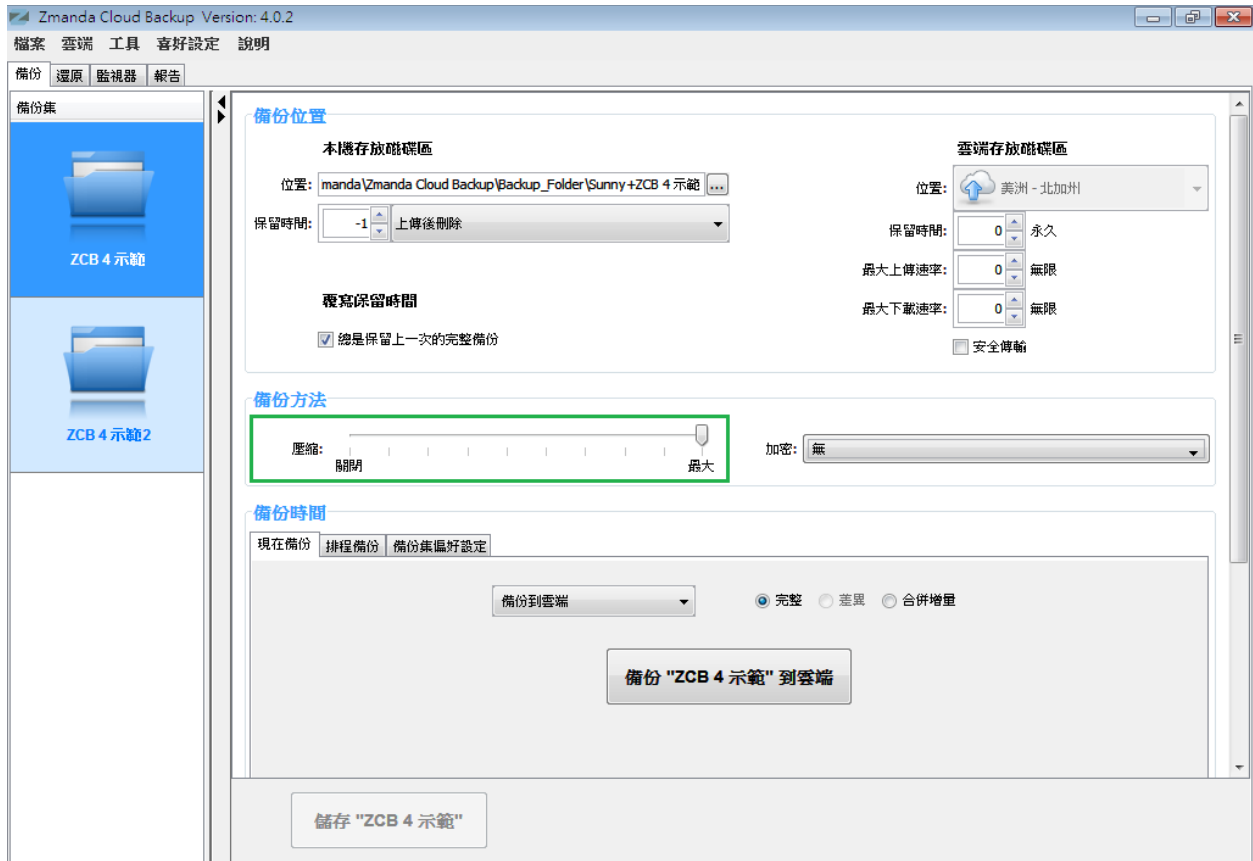 Zmanda Cloud Backup Version: 4.0.2
檔案 雲端 工具 喜好設定 說明
備份 還原 監視器 報告
備份集
ZCB 4 示範
ZCB 4 示範2
備份位置
本機存放磁碟區
位置: manda\Zmanda Cloud Backup\Backup_Folder\Sunny+ZCB 4 示範 ...
保留時間: -1 上傳後刪除
覆寫保留時間
總是保留上一次的完整備份
雲端存放磁碟區
位置: 美洲 - 北加州
保留時間: 0 永久
最大上傳速率: 0 無限
最大下載速率: 0 無限
安全傳輸
備份方法
壓縮:
關閉 最大
加密: 無
備份時間
現在備份 排程備份 備份集偏好設定
備份到雲端 完整 差異 合併增量
備份 "ZCB 4 示範" 到雲端
儲存 "ZCB 4 示範"